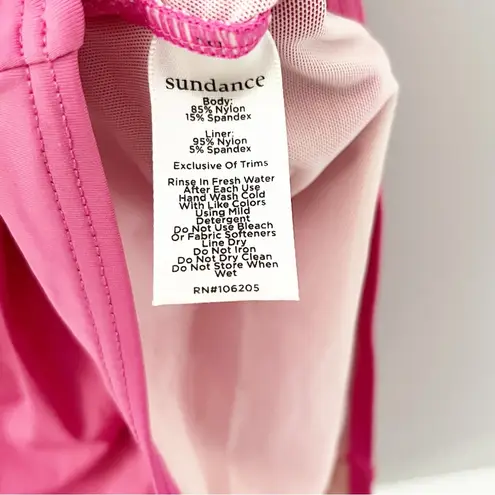 sundance
Body:
85% Nylon
15% Spandex
Liner:
95% Nylon
5% Spandex
Exclusive Of Trims
Rinse In Fresh Water
After Each Use
Hand Wash Cold
With Like Colors
Using Mild
Detergent
Do Not Use Bleach
Or Fabric Softeners
Line Dry
Do Not Iron
Do Not Dry Clean
Do Not Store When
Wet
RN#106205